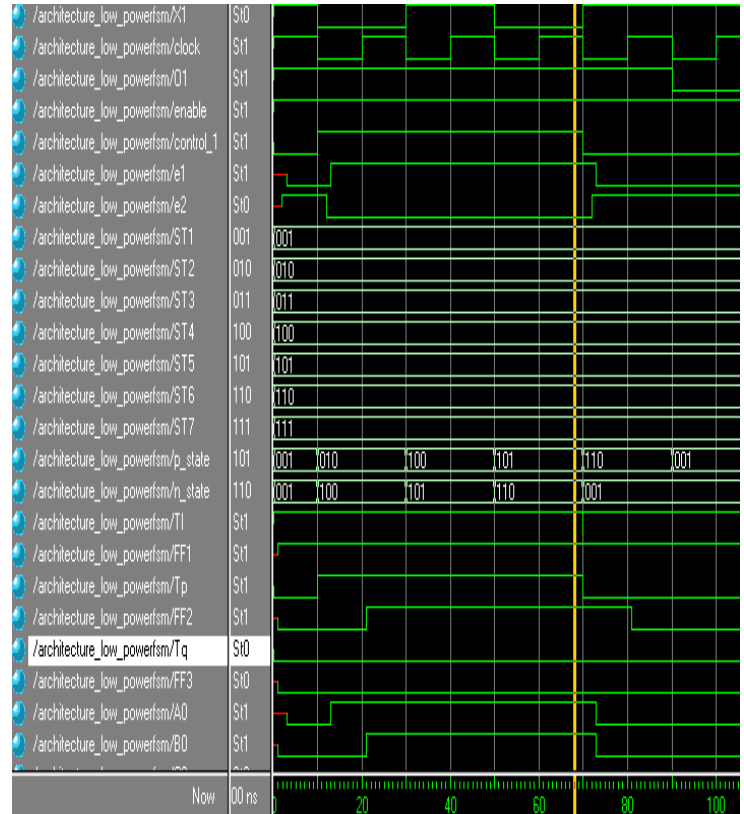 /architecture_low_powerfsm/X1 St0
/architecture_low_powerfsm/clock St1
/architecture_low_powerfsm/O1 St1
/architecture_low_powerfsm/enable St1
/architecture_low_powerfsm/control_1 St1
/architecture_low_powerfsm/e1 St1
/architecture_low_powerfsm/e2 St0
/architecture_low_powerfsm/ST1 001 001
/architecture_low_powerfsm/ST2 010 010
/architecture_low_powerfsm/ST3 011 011
/architecture_low_powerfsm/ST4 100 100
/architecture_low_powerfsm/ST5 101 101
/architecture_low_powerfsm/ST6 110 110
/architecture_low_powerfsm/ST7 111 111
/architecture_low_powerfsm/p_state 101 001 010 100 101 110 001
/architecture_low_powerfsm/n_state 110 001 100 101 110 001
/architecture_low_powerfsm/Tl St1
/architecture_low_powerfsm/FF1 St1
/architecture_low_powerfsm/Tp St1
/architecture_low_powerfsm/FF2 St1
/architecture_low_powerfsm/Tq St0
/architecture_low_powerfsm/FF3 St0
/architecture_low_powerfsm/A0 St1
/architecture_low_powerfsm/B0 St1
Now 00 ns 0 20 40 60 80 100